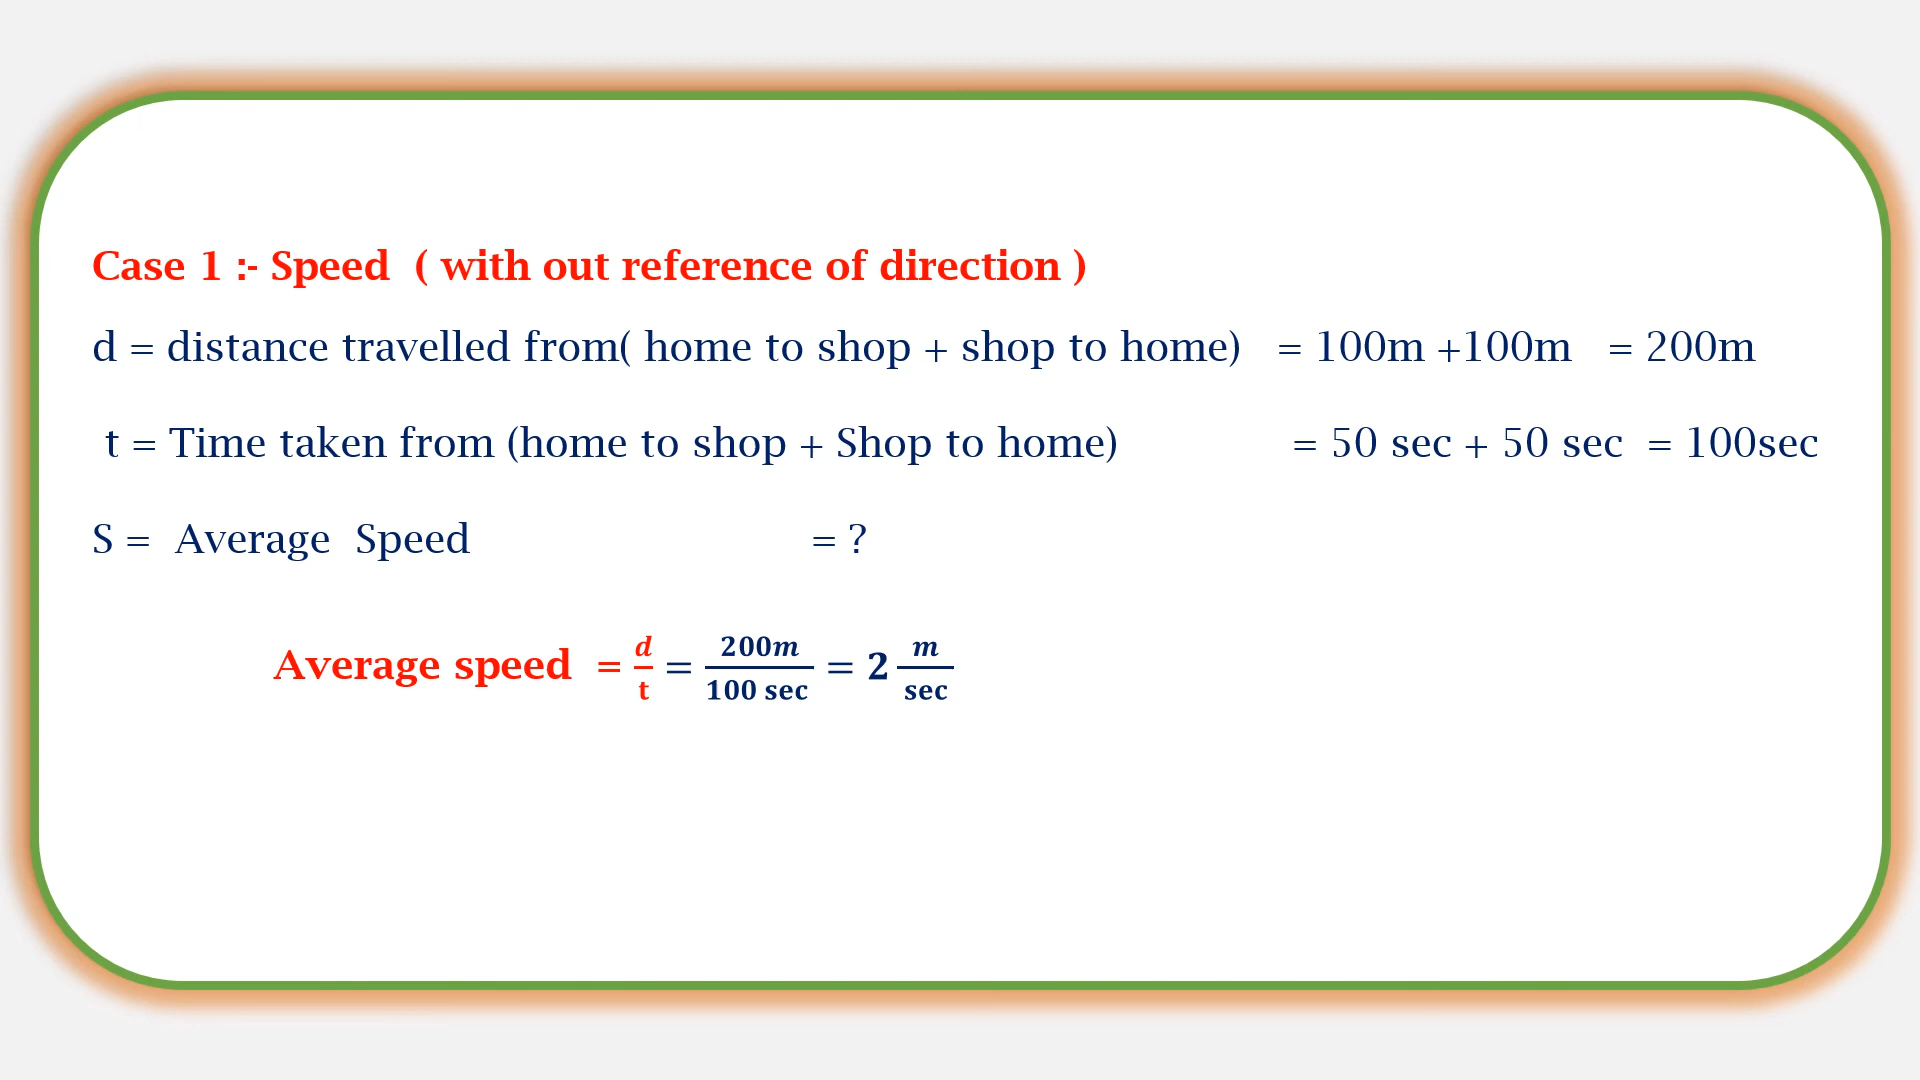 Case 1 :- Speed ( with out reference of direction )
d = distance travelled from( home to shop + shop to home) = 100m +100m = 200m
t = Time taken from (home to shop + Shop to home) = 50 sec + 50 sec = 100sec
S = Average Speed = ?
Average speed = d/t = 200m/100 sec = 2 m/sec